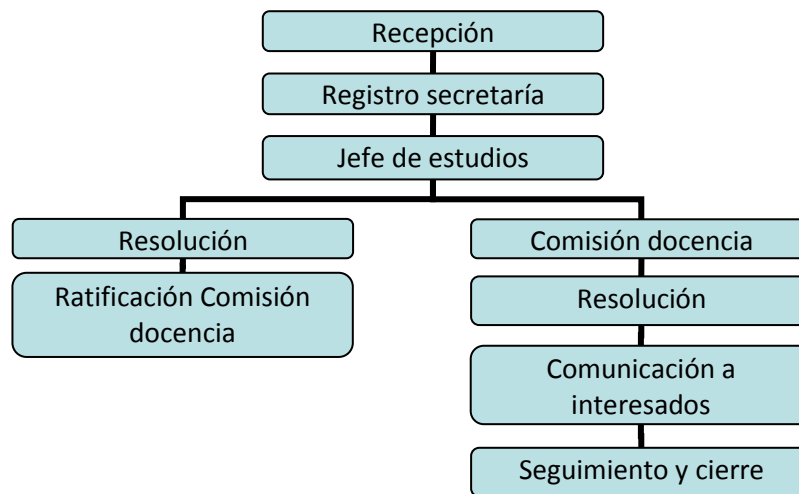 Recepción
Registro secretaría
Jefe de estudios
Resolución
Ratificación Comisión
docencia
Comisión docencia
Resolución
Comunicación a
interesados
Seguimiento y cierre